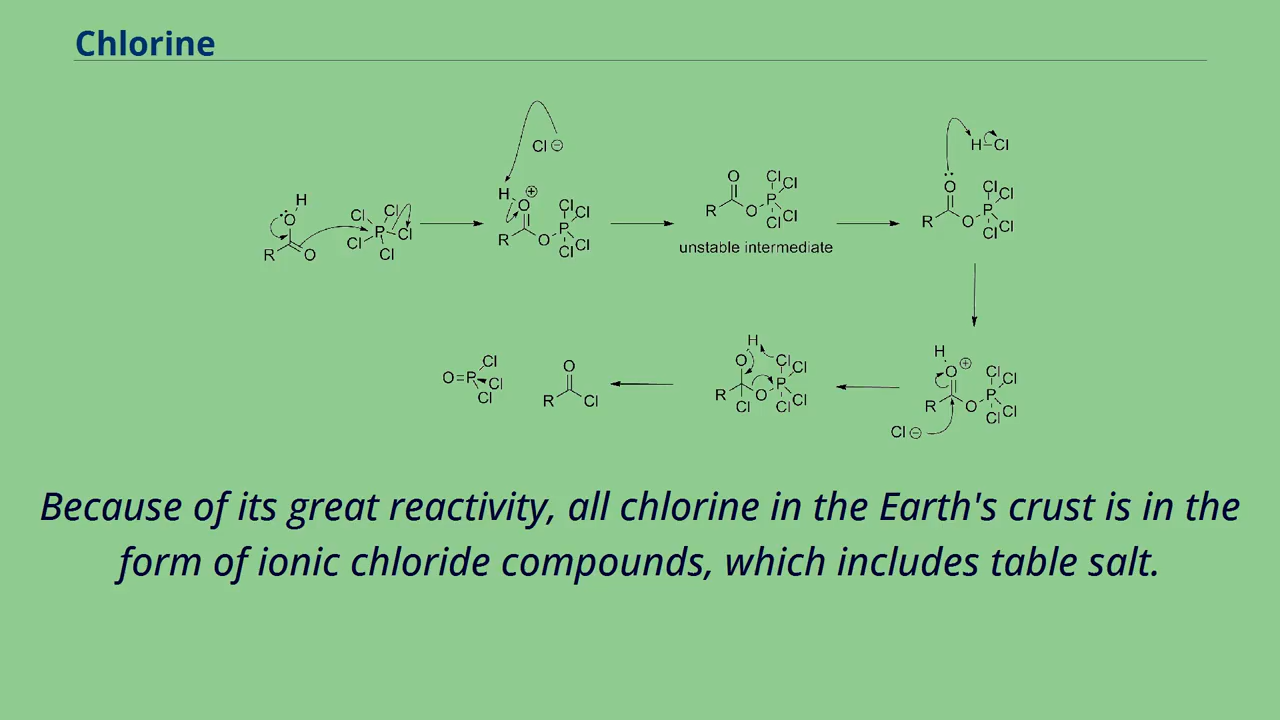 Chlorine
Cl ⊖
H ⊕ O R O P Cl Cl Cl Cl
H O R O P Cl Cl Cl Cl Cl
O R O P Cl Cl Cl Cl
unstable intermediate
H–Cl
O R O P Cl Cl Cl Cl
O=P Cl Cl Cl
O R Cl
H O R Cl O P Cl Cl Cl Cl
H O ⊕ R O P Cl Cl Cl Cl
Cl ⊖
Because of its great reactivity, all chlorine in the Earth's crust is in the
form of ionic chloride compounds, which includes table salt.